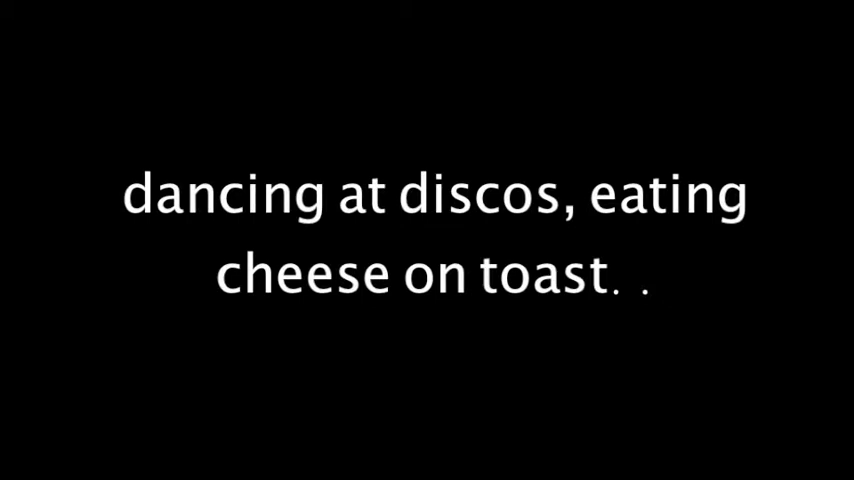 dancing at discos, eating
cheese on toast. .